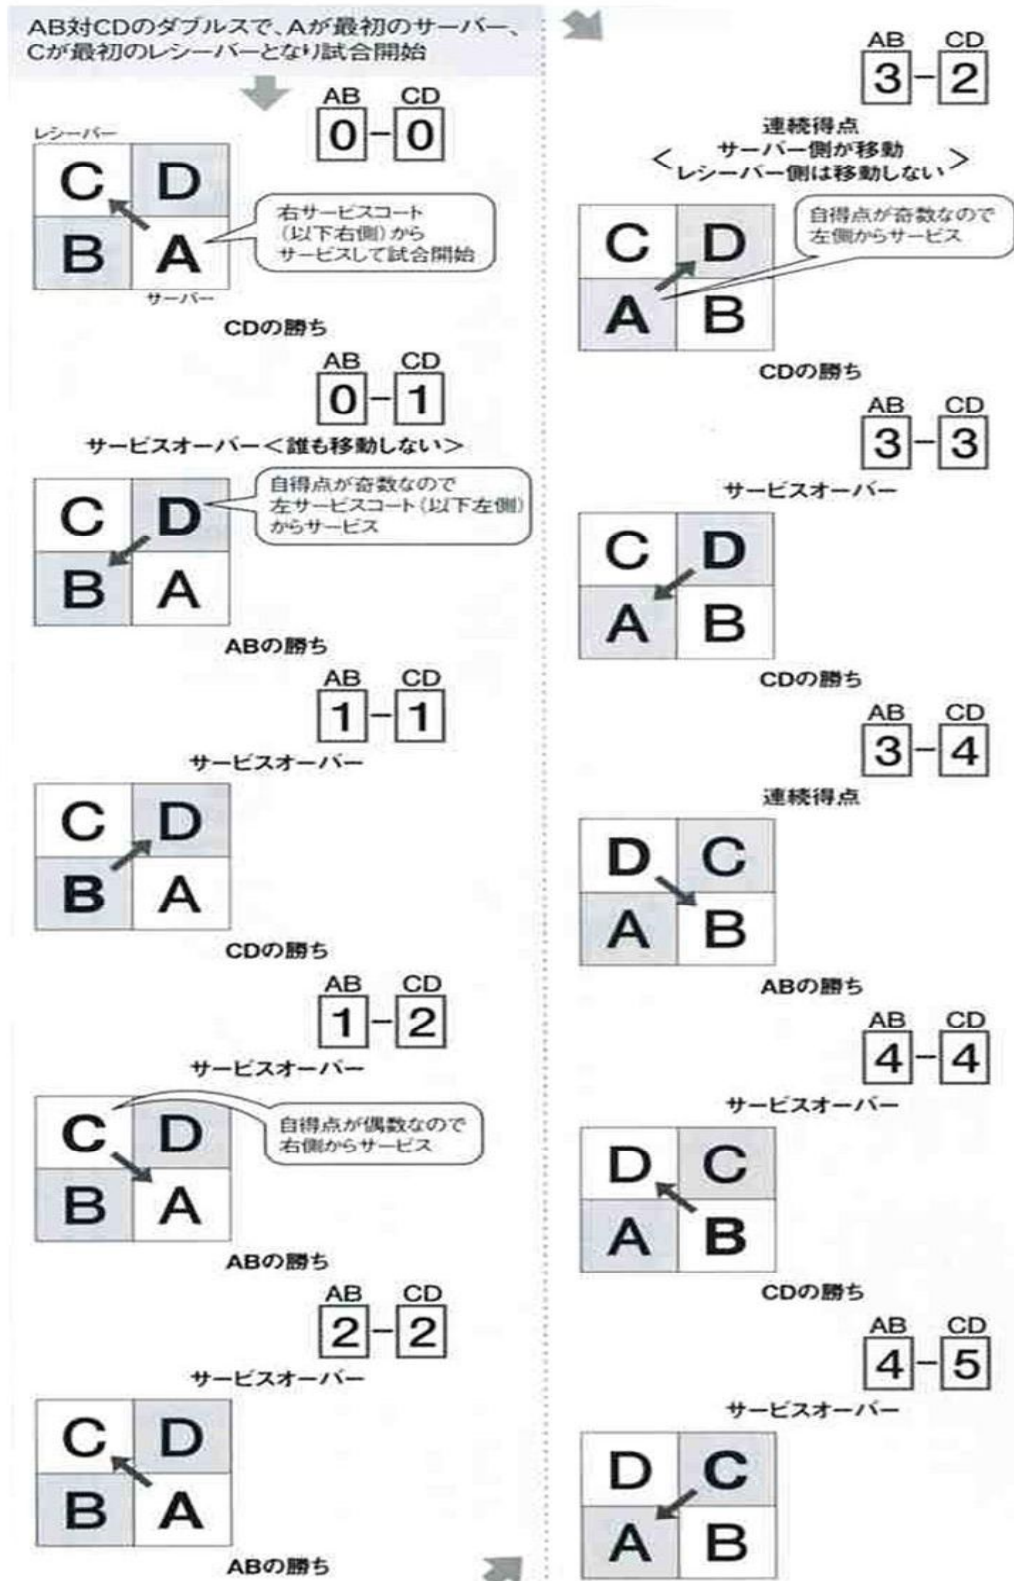 AB対CDのダブルスで、Aが最初のサーバー、
Cが最初のレシーバーとなり試合開始
AB CD
0-0
レシーバー
C D
B A
サーバー
右サービスコート
(以下右側)から
サービスして試合開始
CDの勝ち
AB CD
0-1
サービスオーバー<誰も移動しない>
C D
B A
自得点が奇数なので
左サービスコート(以下左側)
からサービス
ABの勝ち
AB CD
1-1
サービスオーバー
C D
B A
CDの勝ち
AB CD
1-2
サービスオーバー
C D
B A
自得点が偶数なので
右側からサービス
ABの勝ち
AB CD
2-2
サービスオーバー
C D
B A
ABの勝ち
AB CD
3-2
連続得点
<サーバー側が移動
レシーバー側は移動しない>
C D
A B
自得点が奇数なので
左側からサービス
CDの勝ち
AB CD
3-3
サービスオーバー
C D
A B
CDの勝ち
AB CD
3-4
連続得点
D C
A B
ABの勝ち
AB CD
4-4
サービスオーバー
D C
A B
CDの勝ち
AB CD
4-5
サービスオーバー
D C
A B